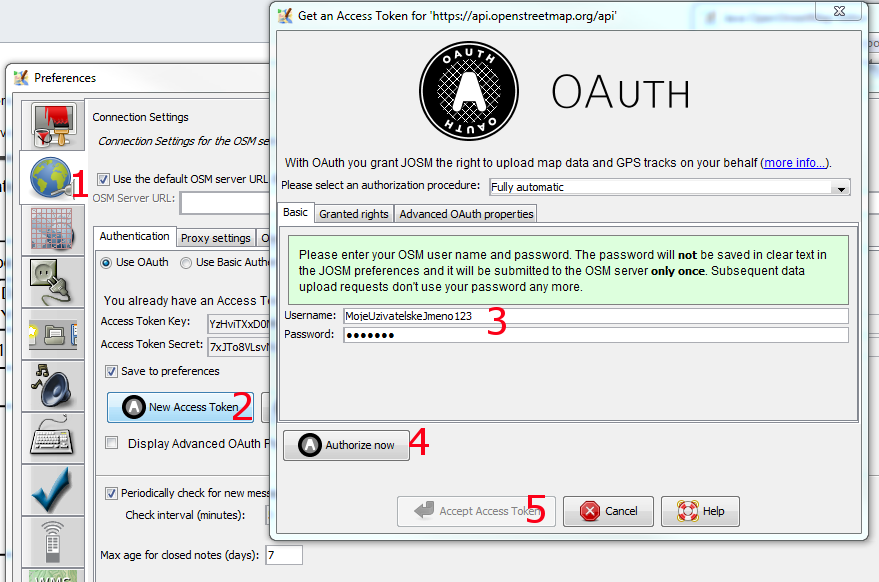 Get an Access Token for 'https://api.openstreetmap.org/api'
OAUTH
OAUTH
A
OAUTH
With OAuth you grant JOSM the right to upload map data and GPS tracks on your behalf (more info...).
Please select an authorization procedure: Fully automatic
Basic Granted rights Advanced OAuth properties
Please enter your OSM user name and password. The password will not be saved in clear text in
the JOSM preferences and it will be submitted to the OSM server only once. Subsequent data
upload requests don't use your password any more.
Username: MojeUzivatelskeJmeno123
3
Password: ●●●●●●●
A Authorize now 4
Accept Access Token 5 Cancel Help
Preferences
Connection Settings
Connection Settings for the OSM se
1
Use the default OSM server URL
OSM Server URL:
Authentication Proxy settings O
Use OAuth Use Basic Authe
You already have an Access T
Access Token Key: YzHviTXxD0
Access Token Secret: 7xJTo8VLsv
Save to preferences
A New Access Token 2
Display Advanced OAuth P
Periodically check for new mess
Check interval (minutes):
Max age for closed notes (days): 7
WMS